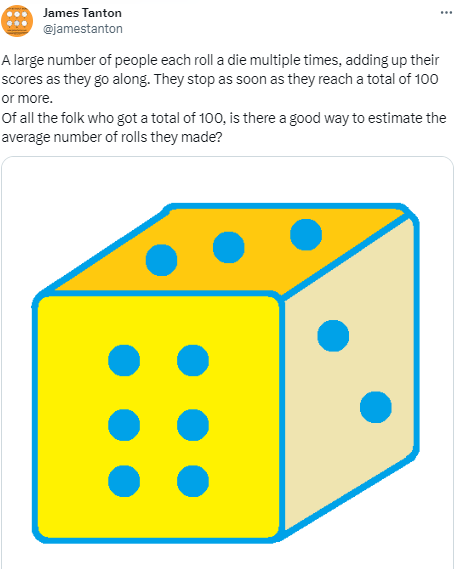 James Tanton
@jamestanton
A large number of people each roll a die multiple times, adding up their
scores as they go along. They stop as soon as they reach a total of 100
or more.
Of all the folk who got a total of 100, is there a good way to estimate the
average number of rolls they made?